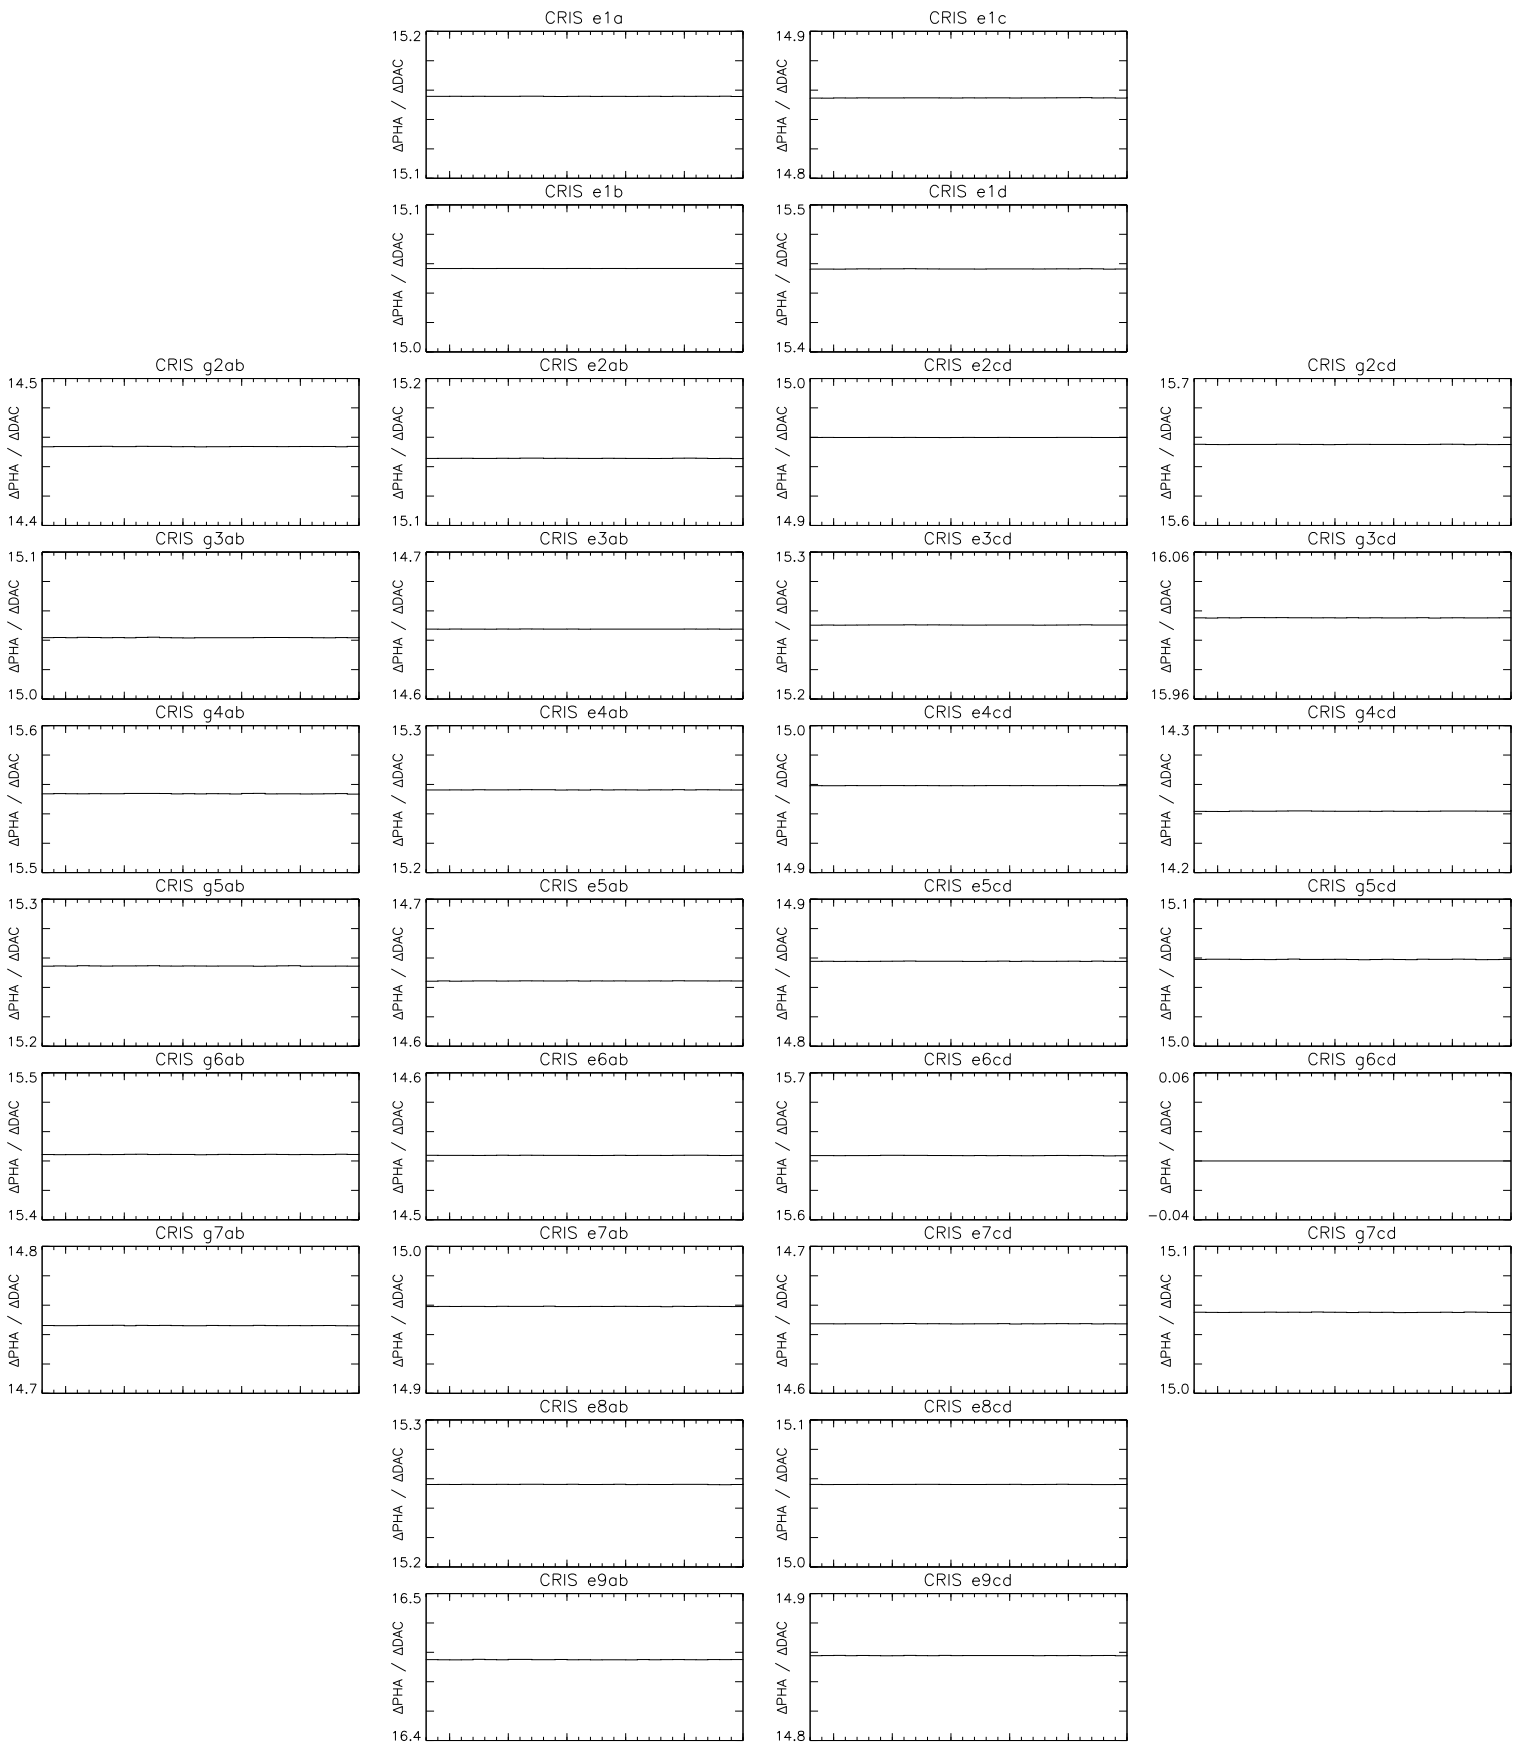 CRIS e1a
15.2
ΔPHA / ΔDAC
15.1
CRIS e1c
14.9
ΔPHA / ΔDAC
14.8
CRIS e1b
15.1
ΔPHA / ΔDAC
15.0
CRIS e1d
15.5
ΔPHA / ΔDAC
15.4
CRIS g2ab
14.5
ΔPHA / ΔDAC
14.4
CRIS e2ab
15.2
ΔPHA / ΔDAC
15.1
CRIS e2cd
15.0
ΔPHA / ΔDAC
14.9
CRIS g2cd
15.7
ΔPHA / ΔDAC
15.6
CRIS g3ab
15.1
ΔPHA / ΔDAC
15.0
CRIS e3ab
14.7
ΔPHA / ΔDAC
14.6
CRIS e3cd
15.3
ΔPHA / ΔDAC
15.2
CRIS g3cd
16.06
ΔPHA / ΔDAC
15.96
CRIS g4ab
15.6
ΔPHA / ΔDAC
15.5
CRIS e4ab
15.3
ΔPHA / ΔDAC
15.2
CRIS e4cd
15.0
ΔPHA / ΔDAC
14.9
CRIS g4cd
14.3
ΔPHA / ΔDAC
14.2
CRIS g5ab
15.3
ΔPHA / ΔDAC
15.2
CRIS e5ab
14.7
ΔPHA / ΔDAC
14.6
CRIS e5cd
14.9
ΔPHA / ΔDAC
14.8
CRIS g5cd
15.1
ΔPHA / ΔDAC
15.0
CRIS g6ab
15.5
ΔPHA / ΔDAC
15.4
CRIS e6ab
14.6
ΔPHA / ΔDAC
14.5
CRIS e6cd
15.7
ΔPHA / ΔDAC
15.6
CRIS g6cd
0.06
ΔPHA / ΔDAC
−0.04
CRIS g7ab
14.8
ΔPHA / ΔDAC
14.7
CRIS e7ab
15.0
ΔPHA / ΔDAC
14.9
CRIS e7cd
14.7
ΔPHA / ΔDAC
14.6
CRIS g7cd
15.1
ΔPHA / ΔDAC
15.0
CRIS e8ab
15.3
ΔPHA / ΔDAC
15.2
CRIS e8cd
15.1
ΔPHA / ΔDAC
15.0
CRIS e9ab
16.5
ΔPHA / ΔDAC
16.4
CRIS e9cd
14.9
ΔPHA / ΔDAC
14.8